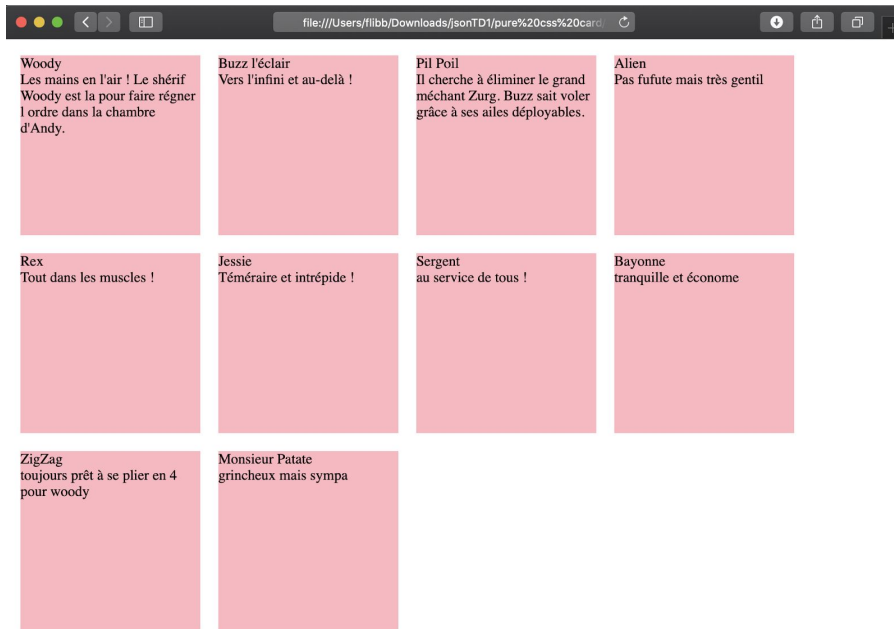 file:///Users/flibb/Downloads/jsonTD1/pure%20css%20card/
Woody
Les mains en l'air ! Le shérif
Woody est la pour faire régner
l ordre dans la chambre
d'Andy.
Buzz l'éclair
Vers l'infini et au-delà !
Pil Poil
Il cherche à éliminer le grand
méchant Zurg. Buzz sait voler
grâce à ses ailes déployables.
Alien
Pas fufute mais très gentil
Rex
Tout dans les muscles !
Jessie
Téméraire et intrépide !
Sergent
au service de tous !
Bayonne
tranquille et économe
ZigZag
toujours prêt à se plier en 4
pour woody
Monsieur Patate
grincheux mais sympa